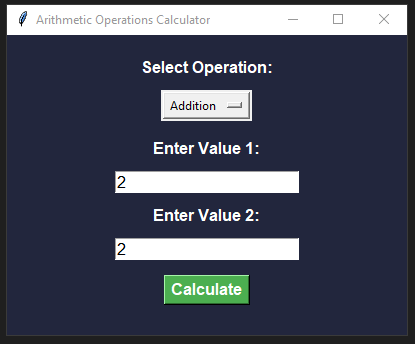 Arithmetic Operations Calculator
Select Operation:
Addition
Enter Value 1:
2
Enter Value 2:
2
Calculate